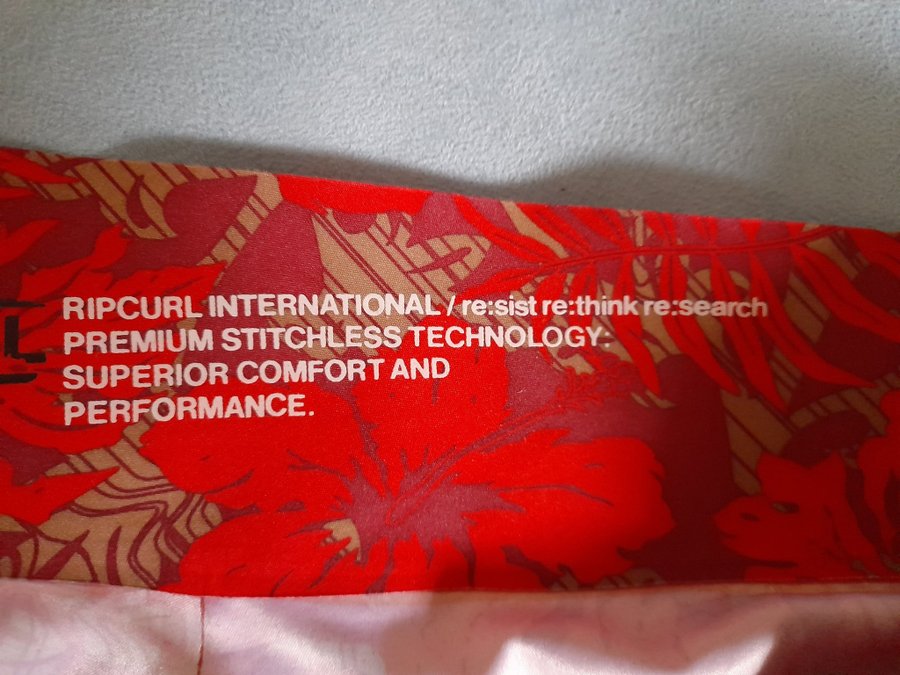 L
RIPCURL INTERNATIONAL / re:sist re:think re:search
PREMIUM STITCHLESS TECHNOLOGY:
SUPERIOR COMFORT AND
PERFORMANCE.